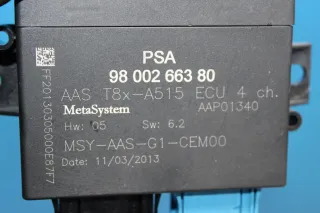 PSA
98 002 663 80
AAS T8x-A515 ECU 4 ch.
MetaSystem AAP01340
Hw: 05 Sw: 6.2
MSY-AAS-G1-CEM00
Date: 11/03/2013
FF20130305000E87F7